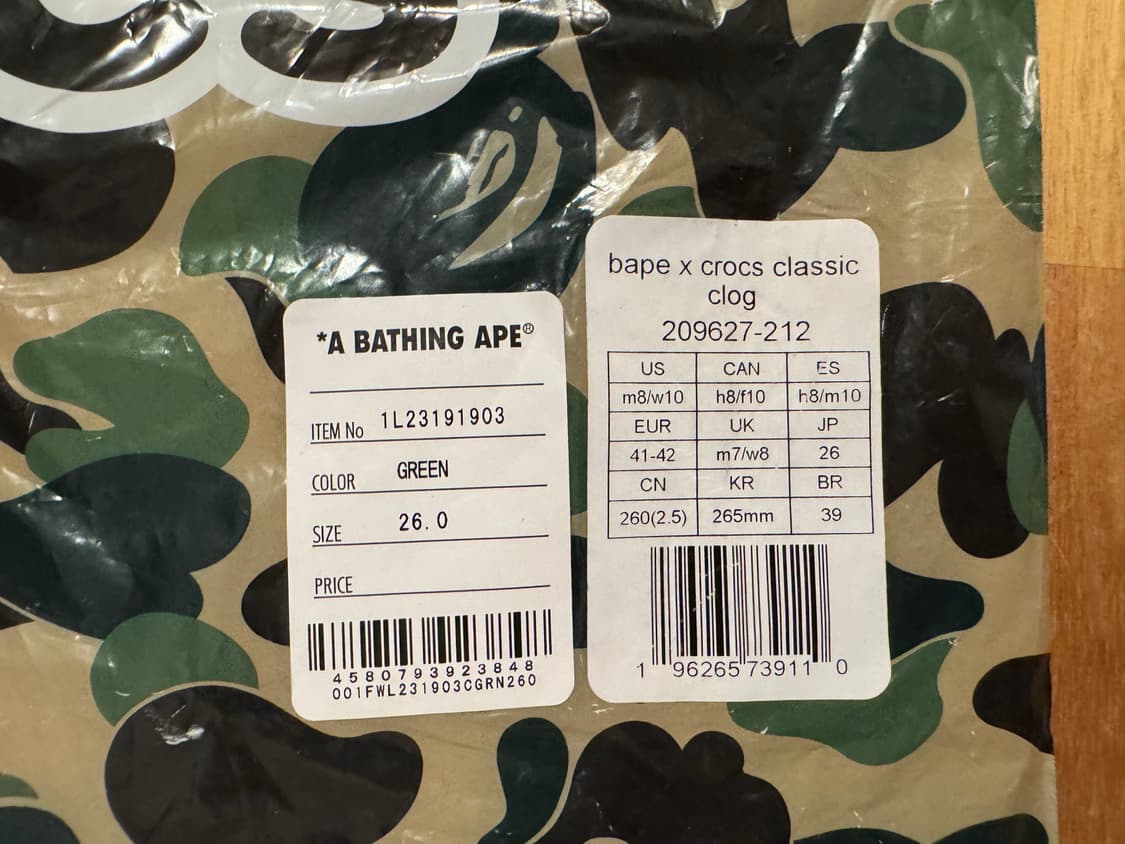 *A BATHING APE®
ITEM No 1L23191903
COLOR GREEN
SIZE 26.0
PRICE
4580793923848
001FWL231903CGRN260
bape x crocs classic
clog
209627-212
US CAN ES
m8/w10 h8/f10 h8/m10
EUR UK JP
41-42 m7/w8 26
CN KR BR
260(2.5) 265mm 39
1 96265 73911 0